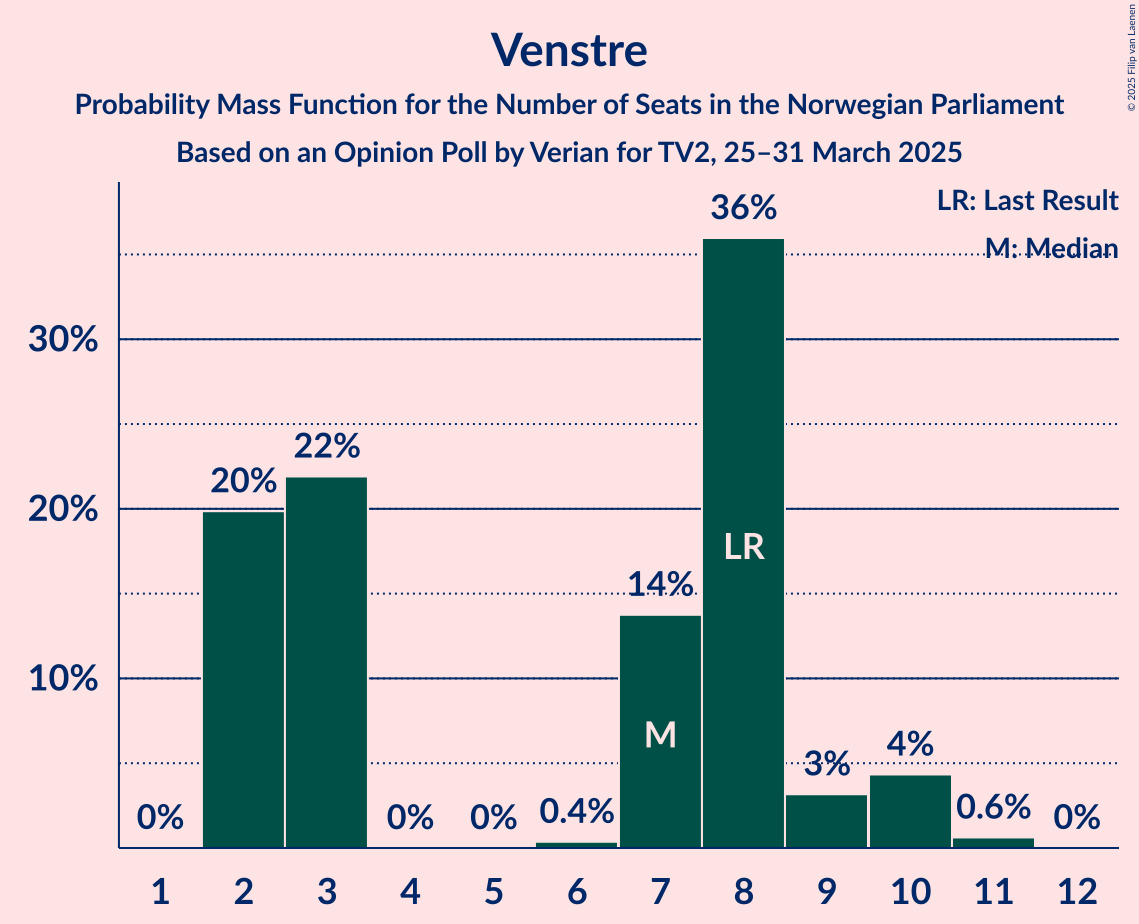 © 2025 Filip van Laenen
Venstre
Probability Mass Function for the Number of Seats in the Norwegian Parliament
Based on an Opinion Poll by Verian for TV2, 25–31 March 2025
LR: Last Result
M: Median
30%
20%
10%
0%
20%
22%
0%
0%
0.4%
14%
36%
3%
4%
0.6%
0%
M
LR
1 2 3 4 5 6 7 8 9 10 11 12